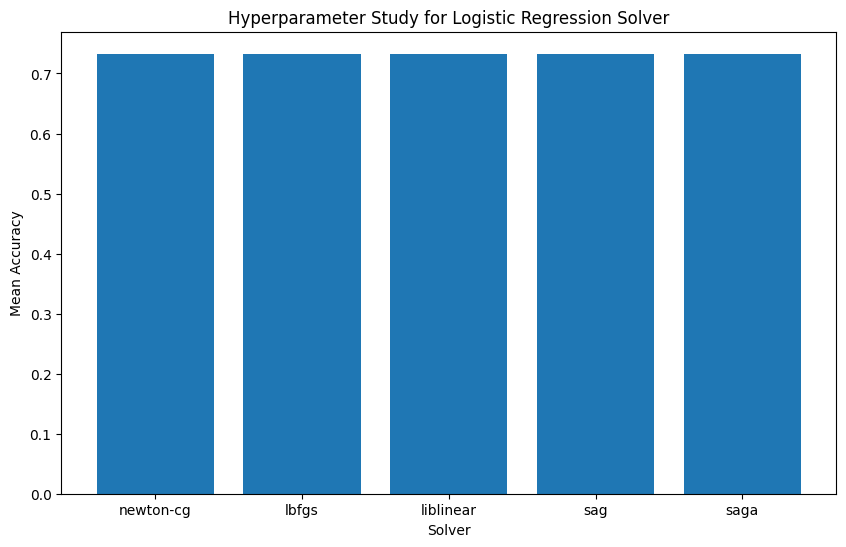 Hyperparameter Study for Logistic Regression Solver
Mean Accuracy
0.7
0.6
0.5
0.4
0.3
0.2
0.1
0.0
newton-cg lbfgs liblinear sag saga
Solver